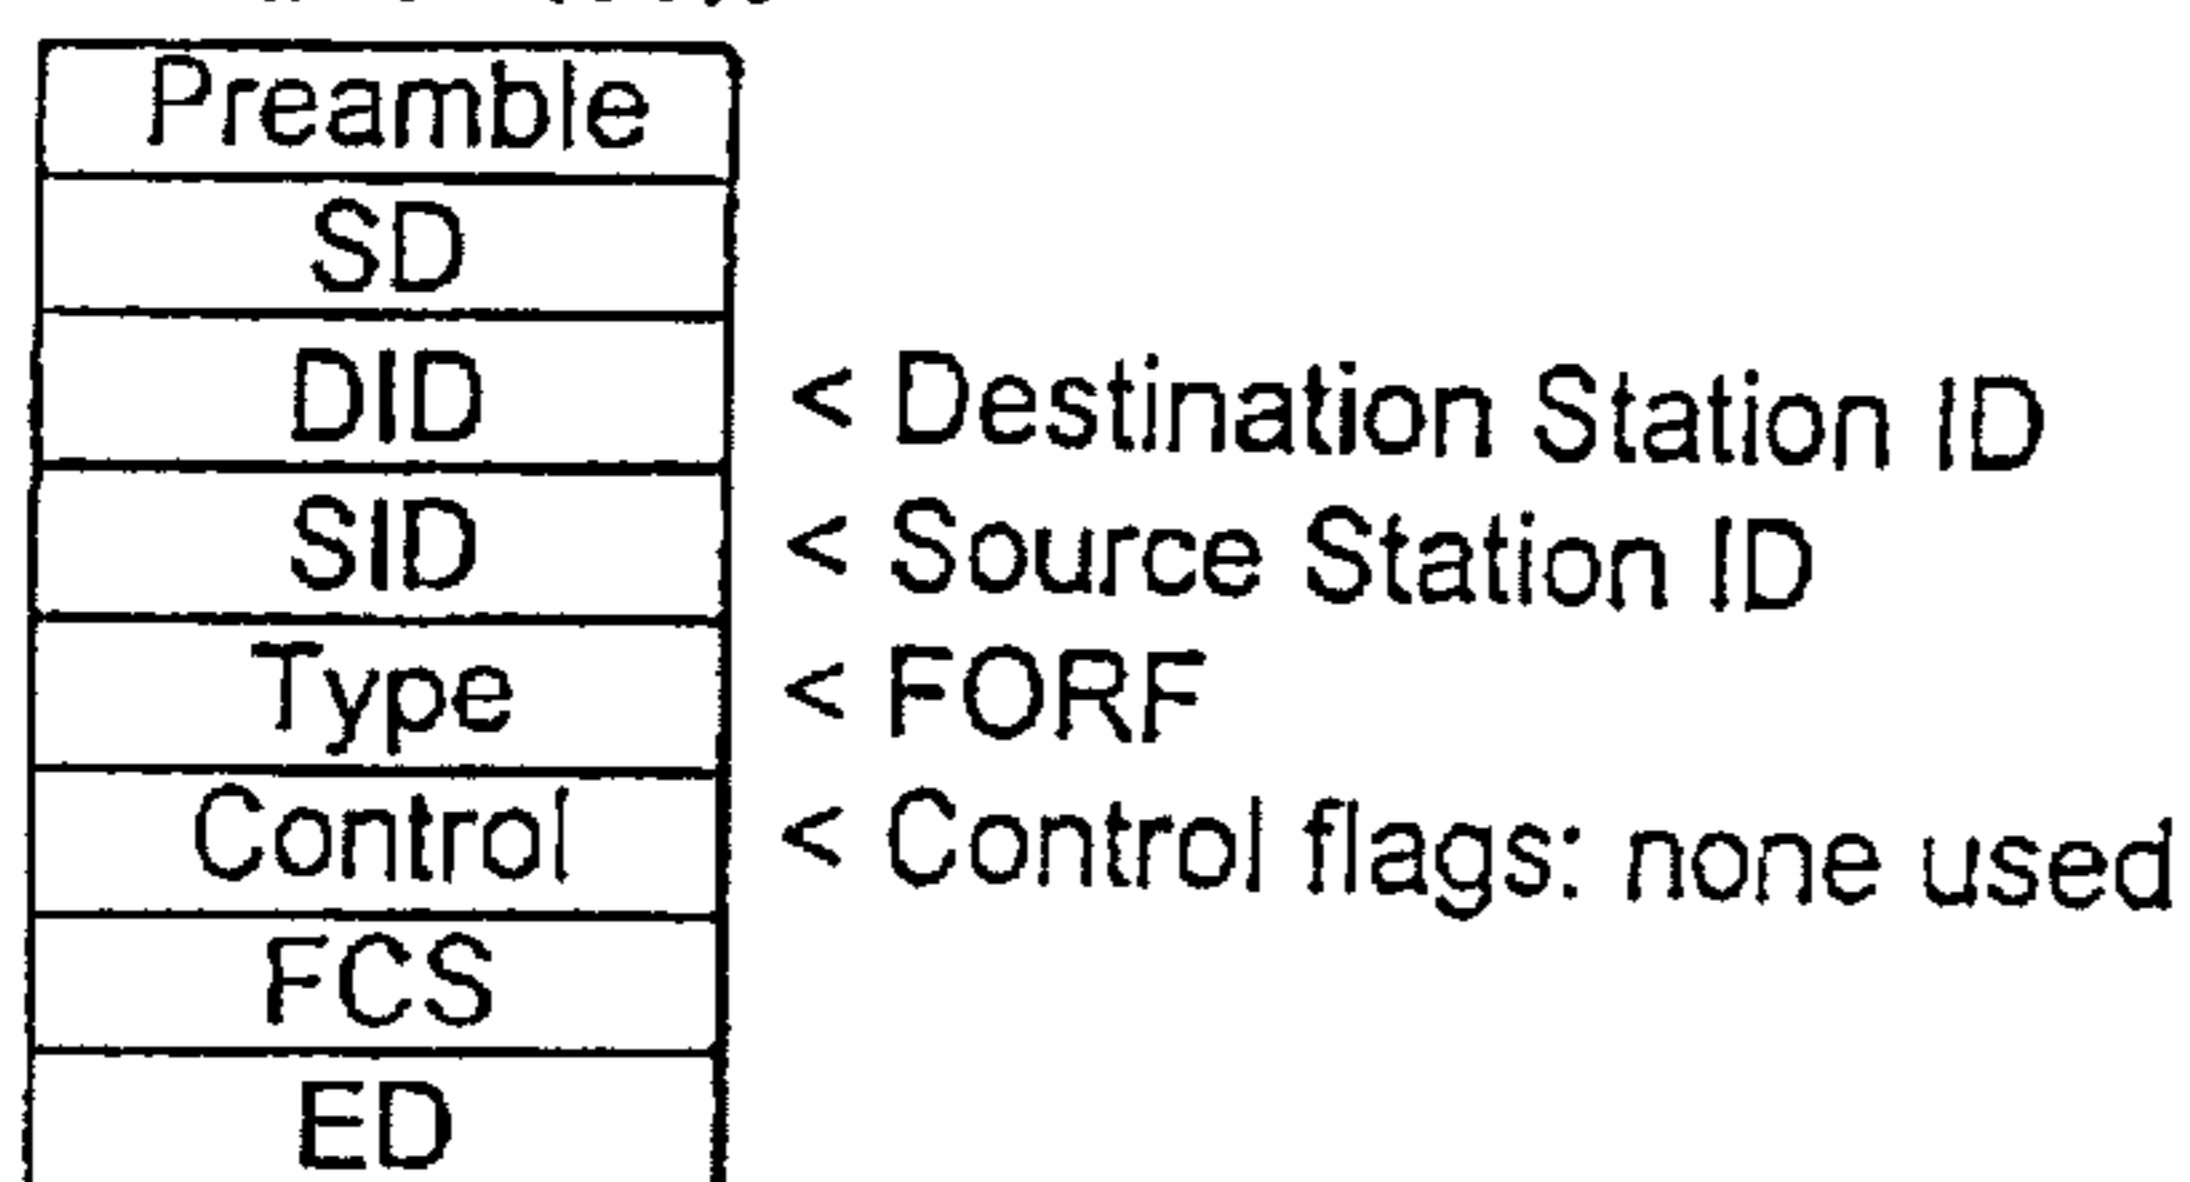 Preamble
SD
DID < Destination Station ID
SID < Source Station ID
Type < FORF
Control < Control flags: none used
FCS
ED